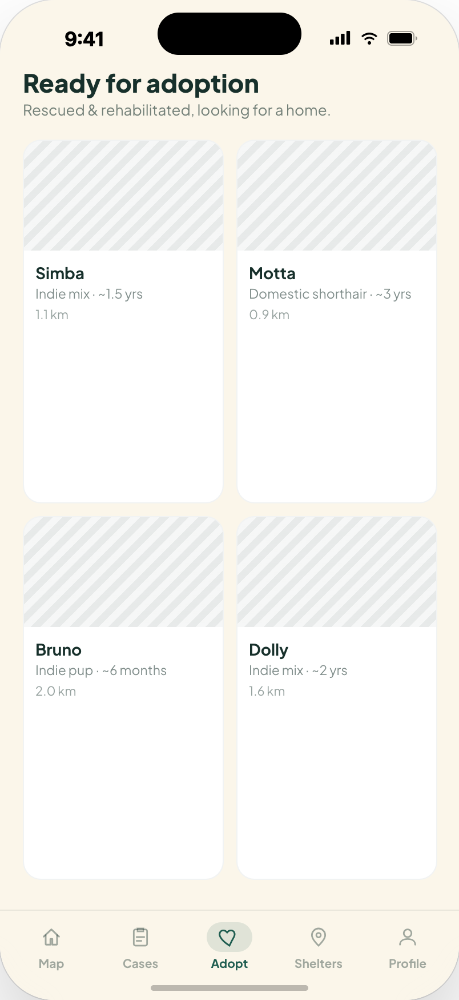 9:41
Ready for adoption
Rescued & rehabilitated, looking for a home.
Simba
Indie mix · ~1.5 yrs
1.1 km
Motta
Domestic shorthair · ~3 yrs
0.9 km
Bruno
Indie pup · ~6 months
2.0 km
Dolly
Indie mix · ~2 yrs
1.6 km
Map
Cases
Adopt
Shelters
Profile